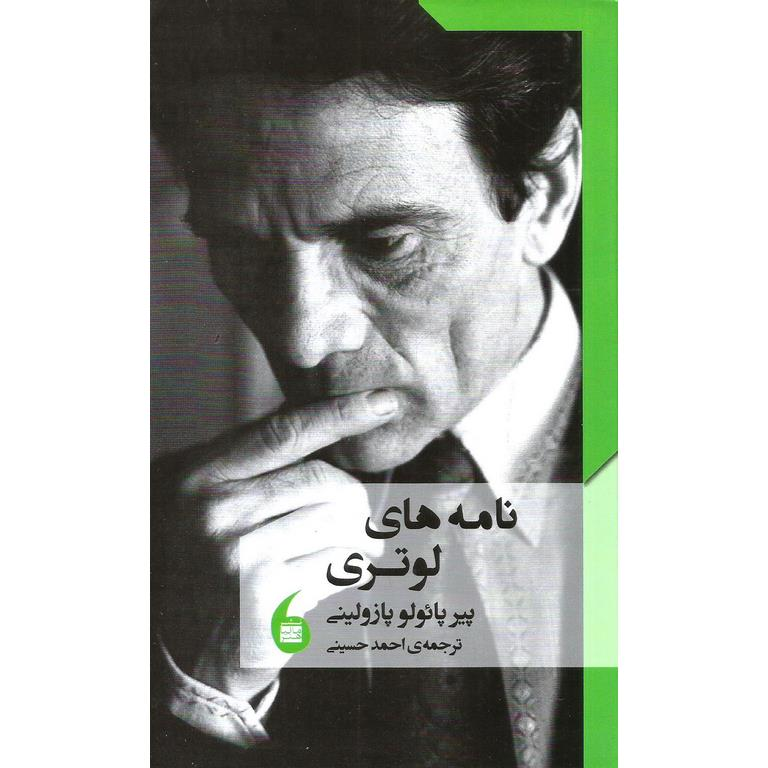 نامه های
لوتری
پیر پائولو پازولینی
ترجمه‌ی احمد حسینی